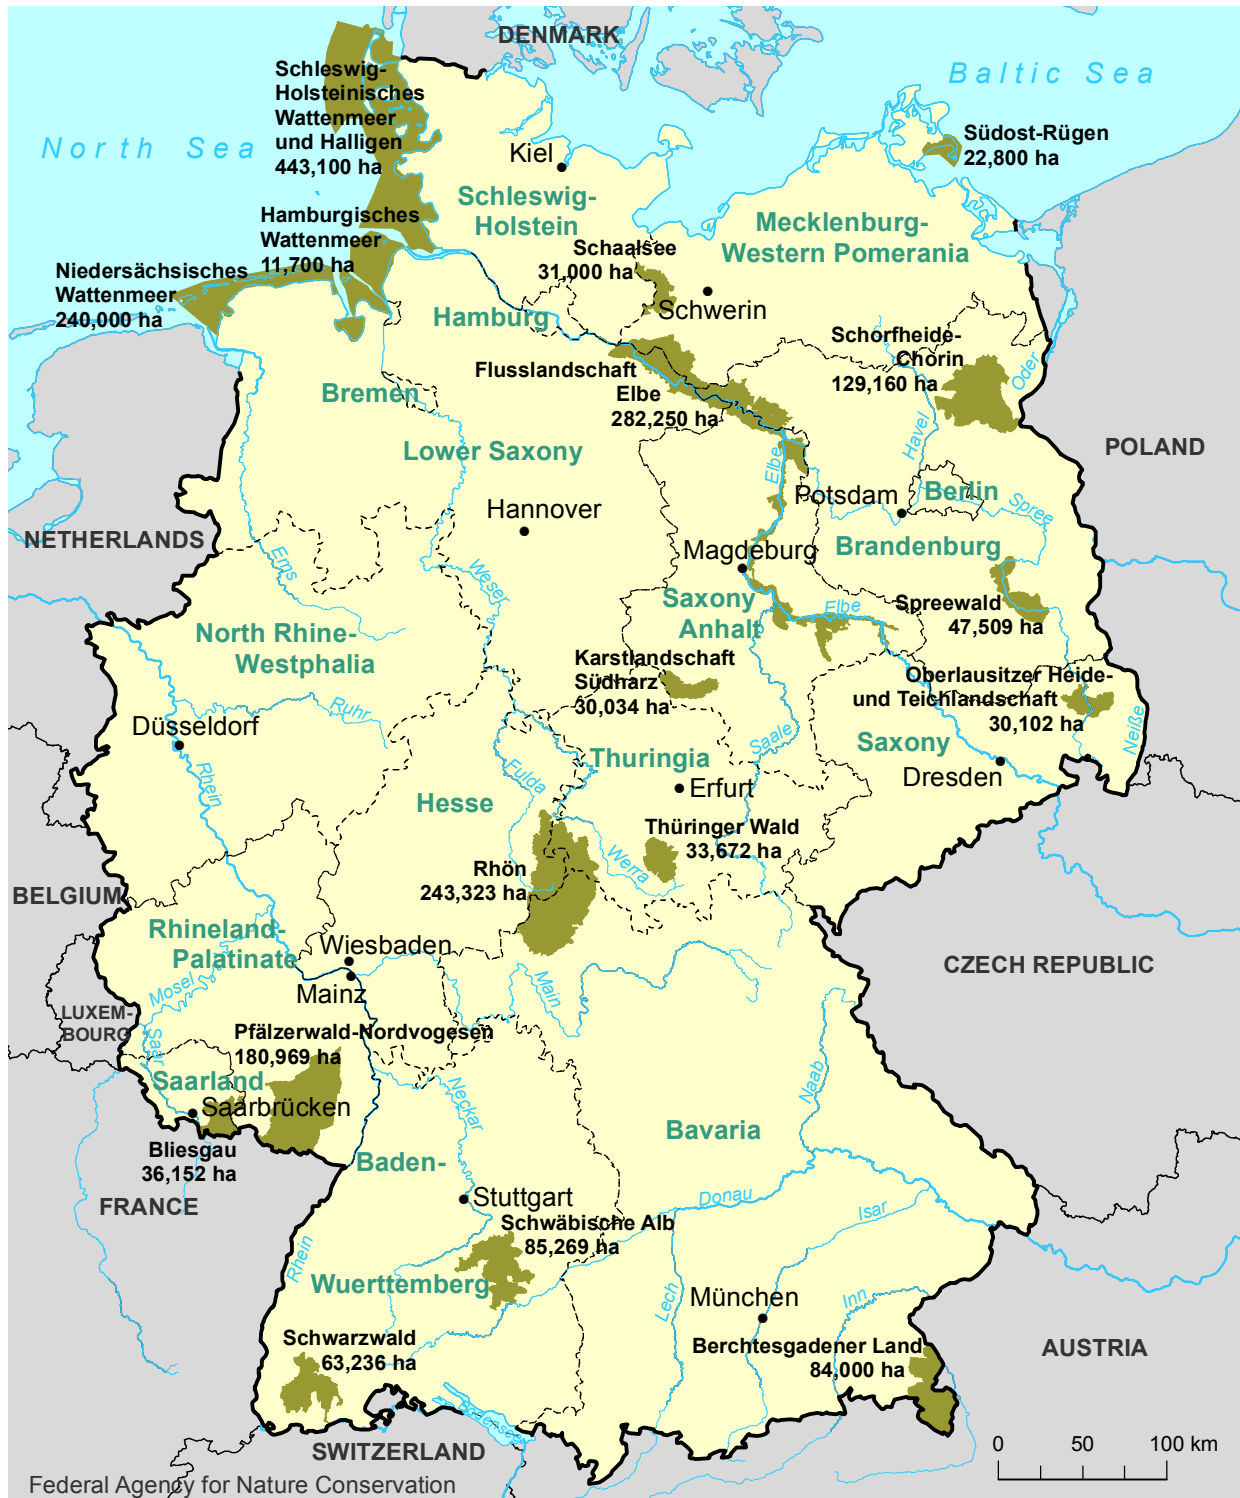 DENMARK
Baltic Sea
North Sea
Schleswig-
Holsteinisches
Wattenmeer
und Halligen
443,100 ha
Südost-Rügen
22,800 ha
Kiel
Schleswig-
Holstein
Mecklenburg-
Western Pomerania
Hamburgisches
Wattenmeer
11,700 ha
Schaalsee
31,000 ha
Niedersächsisches
Wattenmeer
240,000 ha
Schwerin
Hamburg
Schorfheide-
Chorin
129,160 ha
Oder
Flusslandschaft
Elbe
282,250 ha
Bremen
Havel
Lower Saxony
Elbe
POLAND
Potsdam
Berlin
Spree
Hannover
NETHERLANDS
Brandenburg
Magdeburg
Ems
Weser
Saxony
Anhalt
Elbe
Spreewald
47,509 ha
North Rhine-
Westphalia
Karstlandschaft
Südharz
30,034 ha
Oberlausitzer Heide-
und Teichlandschaft
30,102 ha
Ruhr
Düsseldorf
Saale
Neiße
Saxony
Thuringia
Dresden
Rhein
Fulda
Erfurt
Hesse
Thüringer Wald
33,672 ha
Werra
Rhön
243,323 ha
BELGIUM
Rhineland-
Palatinate
Wiesbaden
CZECH REPUBLIC
Mosel
Mainz
Main
LUXEM-
BOURG
Saar
Pfälzerwald-Nordvogesen
180,969 ha
Saarland
Saarbrücken
Neckar
Naab
Bavaria
Bliesgau
36,152 ha
Baden-
FRANCE
Stuttgart
Donau
Isar
Schwäbische Alb
85,269 ha
Rhein
Wuerttemberg
Lech
München
Inn
Schwarzwald
63,236 ha
Berchtesgadener Land
84,000 ha
AUSTRIA
Bodensee
SWITZERLAND
0 50 100 km
Federal Agency for Nature Conservation